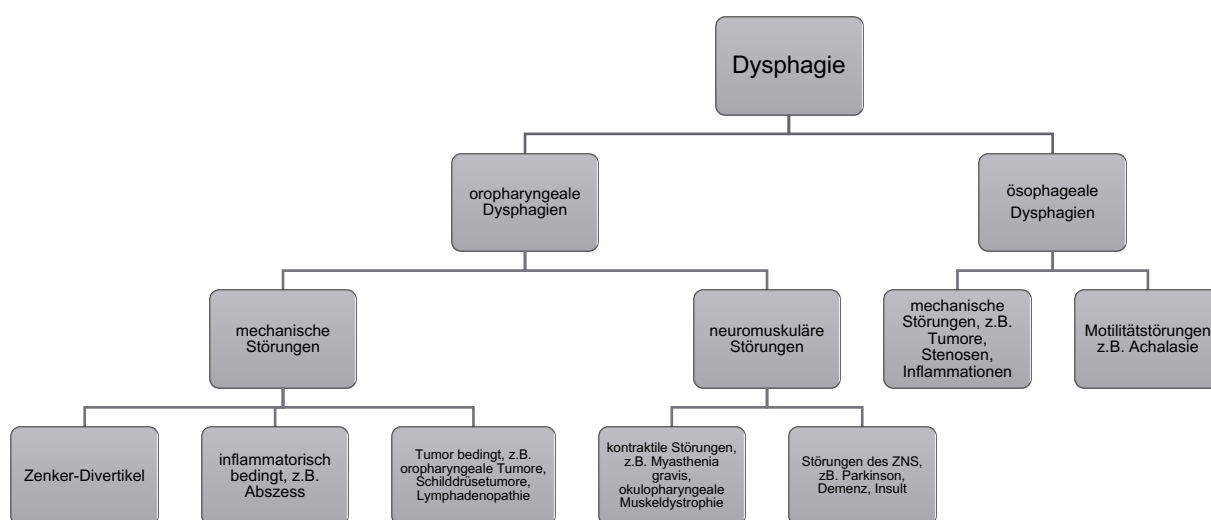 Dysphagie
oropharyngeale
Dysphagien
ösophageale
Dysphagien
mechanische
Störungen
neuromuskuläre
Störungen
mechanische
Störungen, z.B.
Tumore,
Stenosen,
Inflammationen
Motilitätstörungen
z.B. Achalasie
Zenker-Divertikel
inflammatorisch
bedingt, z.B.
Abszess
Tumor bedingt, z.B.
oropharyngeale Tumore,
Schilddrüsetumore,
Lymphadenopathie
kontraktile Störungen,
z.B. Myasthenia
gravis,
okulopharyngeale
Muskeldystrophie
Störungen des ZNS,
zB. Parkinson,
Demenz, Insult